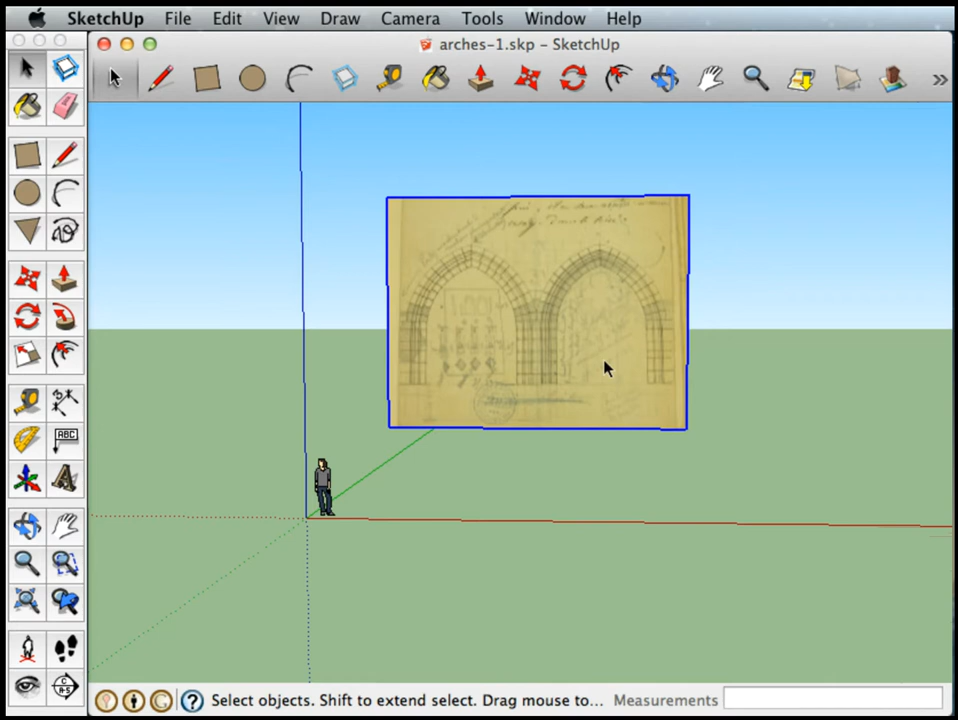 SketchUp File Edit View Draw Camera Tools Window Help
arches-1.skp – SketchUp
»
ABC
A
Select objects. Shift to extend select. Drag mouse to... Measurements